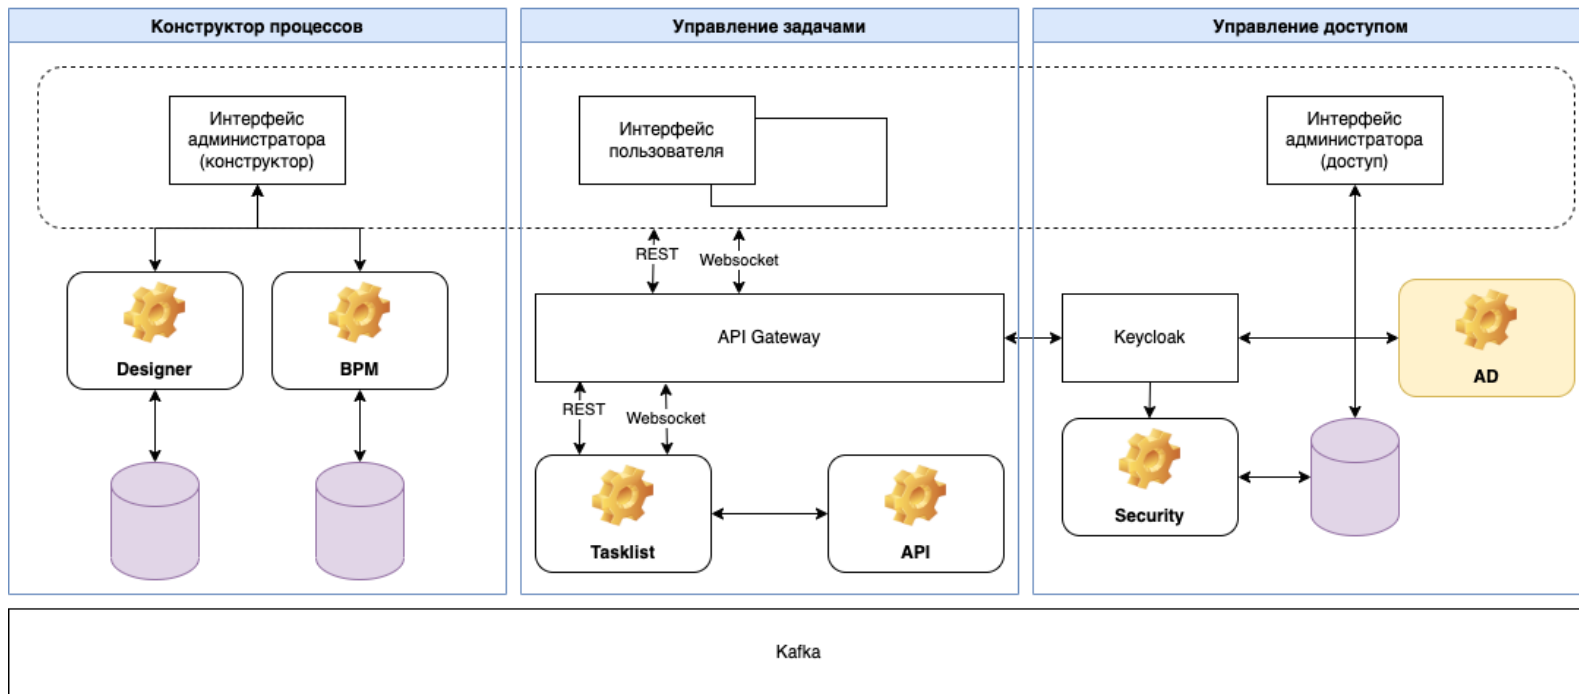 Конструктор процессов
Управление задачами
Управление доступом
Интерфейс
администратора
(конструктор)
Интерфейс
пользователя
Интерфейс
администратора
(доступ)
REST
Websocket
Designer
BPM
API Gateway
Keycloak
AD
REST
Websocket
Tasklist
API
Security
Kafka